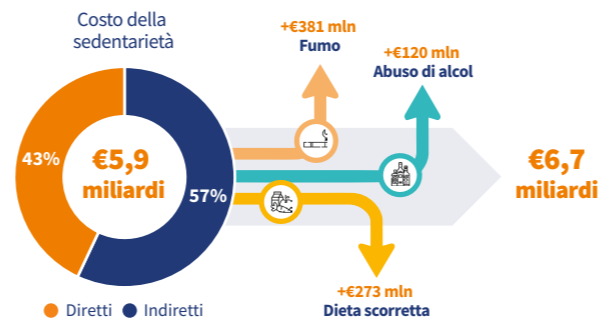 Costo della
sedentarietà
+€381 mln
Fumo
+€120 mln
Abuso di alcol
43%
€5,9
miliardi
57%
€6,7
miliardi
+€273 mln
Dieta scorretta
Diretti
Indiretti